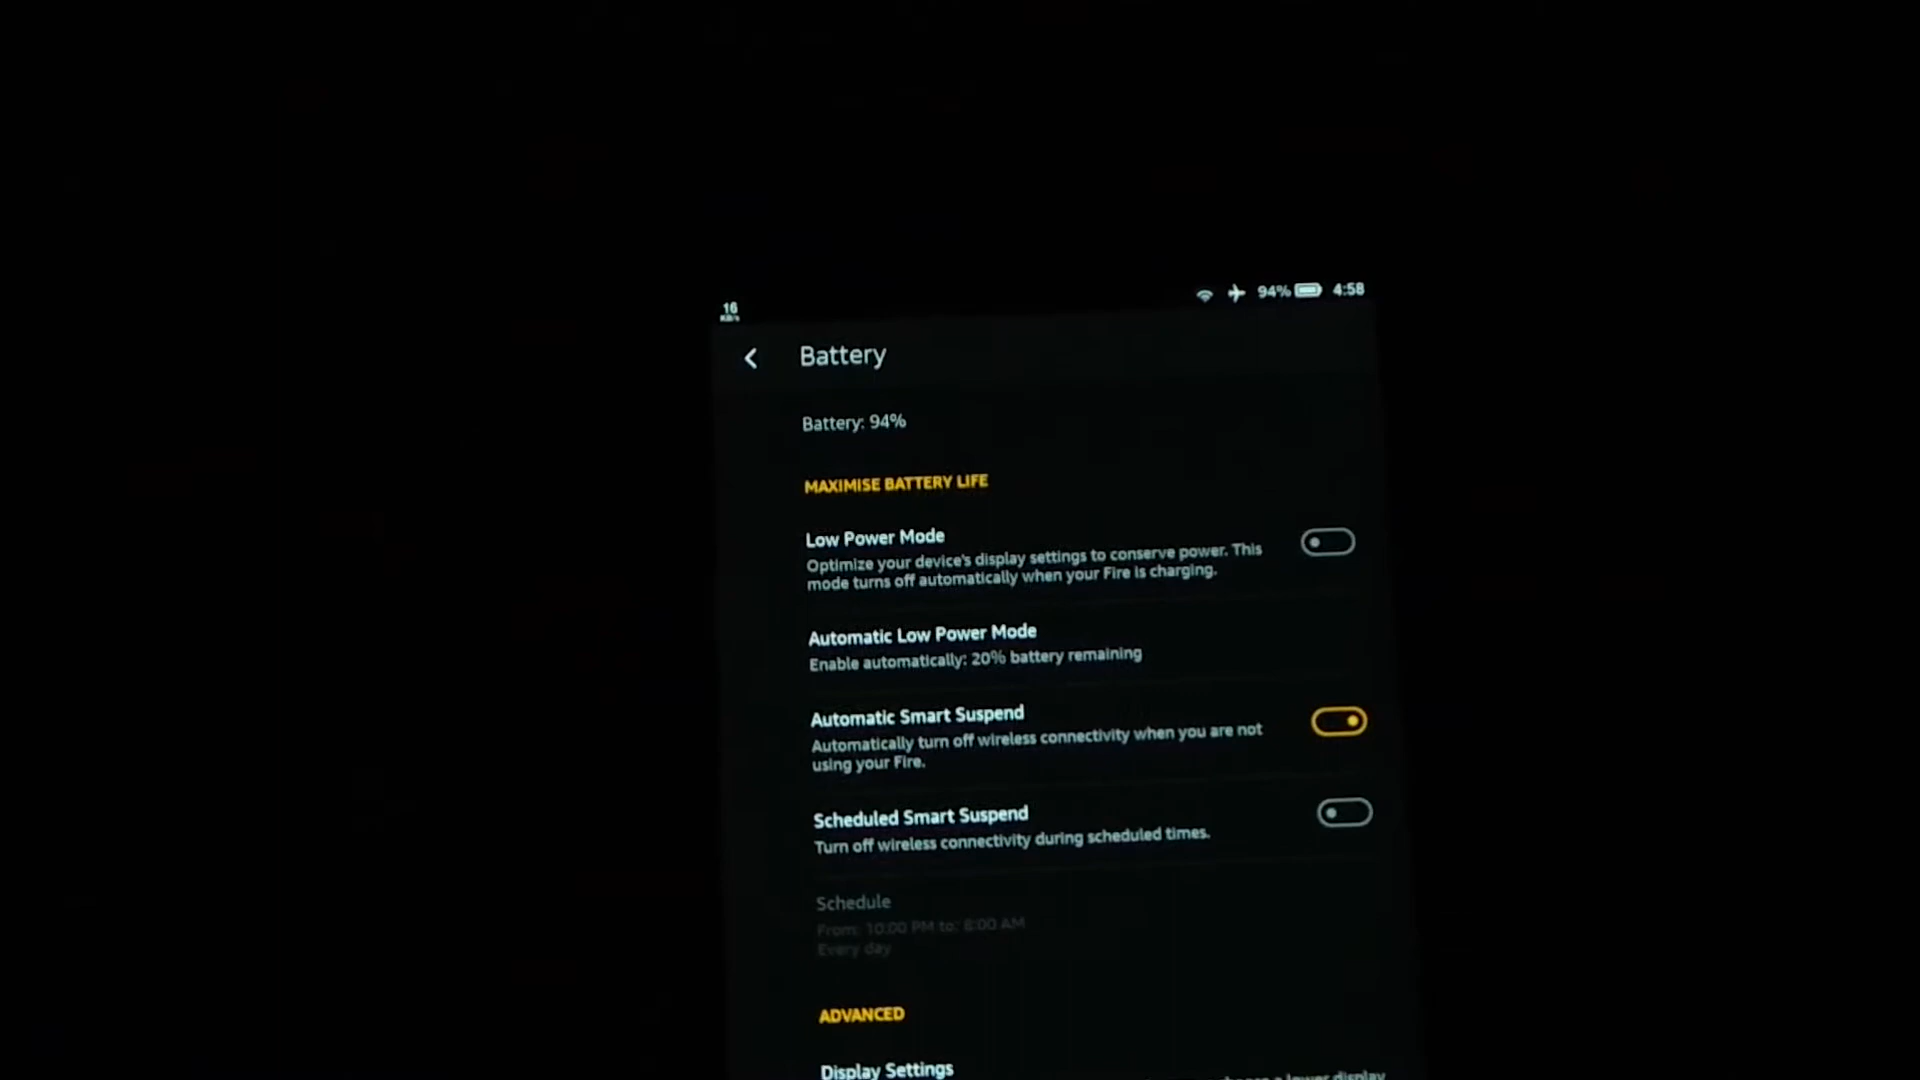 16
KB/s
94% 4:58
Battery
Battery: 94%
MAXIMISE BATTERY LIFE
Low Power Mode
Optimize your device's display settings to conserve power. This
mode turns off automatically when your Fire is charging.
Automatic Low Power Mode
Enable automatically: 20% battery remaining
Automatic Smart Suspend
Automatically turn off wireless connectivity when you are not
using your Fire.
Scheduled Smart Suspend
Turn off wireless connectivity during scheduled times.
Schedule
From: 10:00 PM to: 6:00 AM
Every day
ADVANCED
Display Settings
a lower display